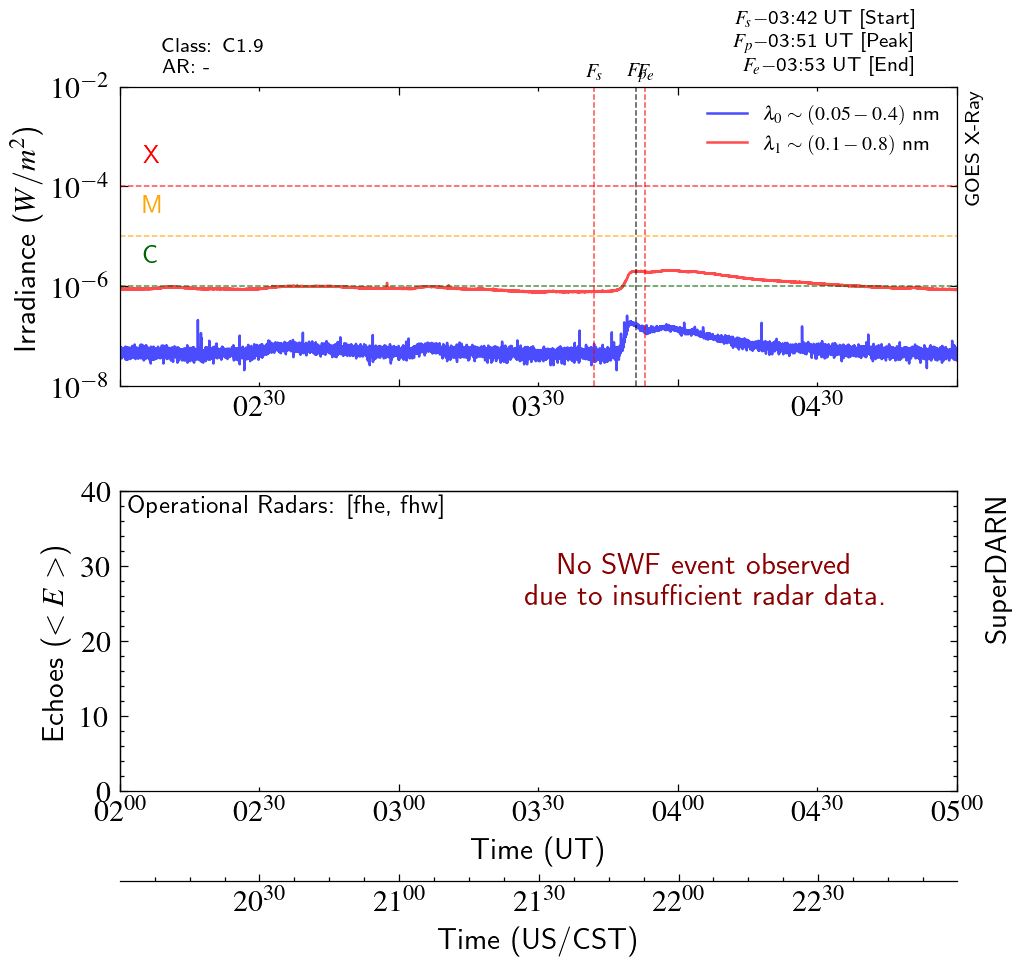 Class: C1.9
AR: -
F_s−03:42 UT [Start]
F_p−03:51 UT [Peak]
F_e−03:53 UT [End]
F_s F_p F_e
λ_0 ~ (0.05 − 0.4) nm
λ_1 ~ (0.1 − 0.8) nm
X
M
C
10^−2
10^−4
10^−6
10^−8
Irradiance (W/m^2)
GOES X-Ray
02^30 03^30 04^30
Operational Radars: [fhe, fhw]
No SWF event observed
due to insufficient radar data.
40
30
20
10
0
Echoes (< E >)
SuperDARN
02^00 02^30 03^00 03^30 04^00 04^30 05^00
Time (UT)
20^30 21^00 21^30 22^00 22^30
Time (US/CST)